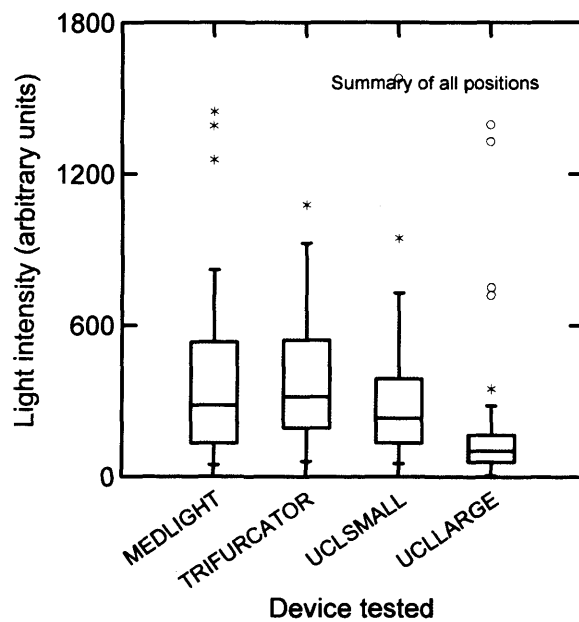 1800
Summary of all positions
1200
600
0
Light intensity (arbitrary units)
MEDLIGHT
TRIFURCATOR
UCLSMALL
UCLLARGE
Device tested